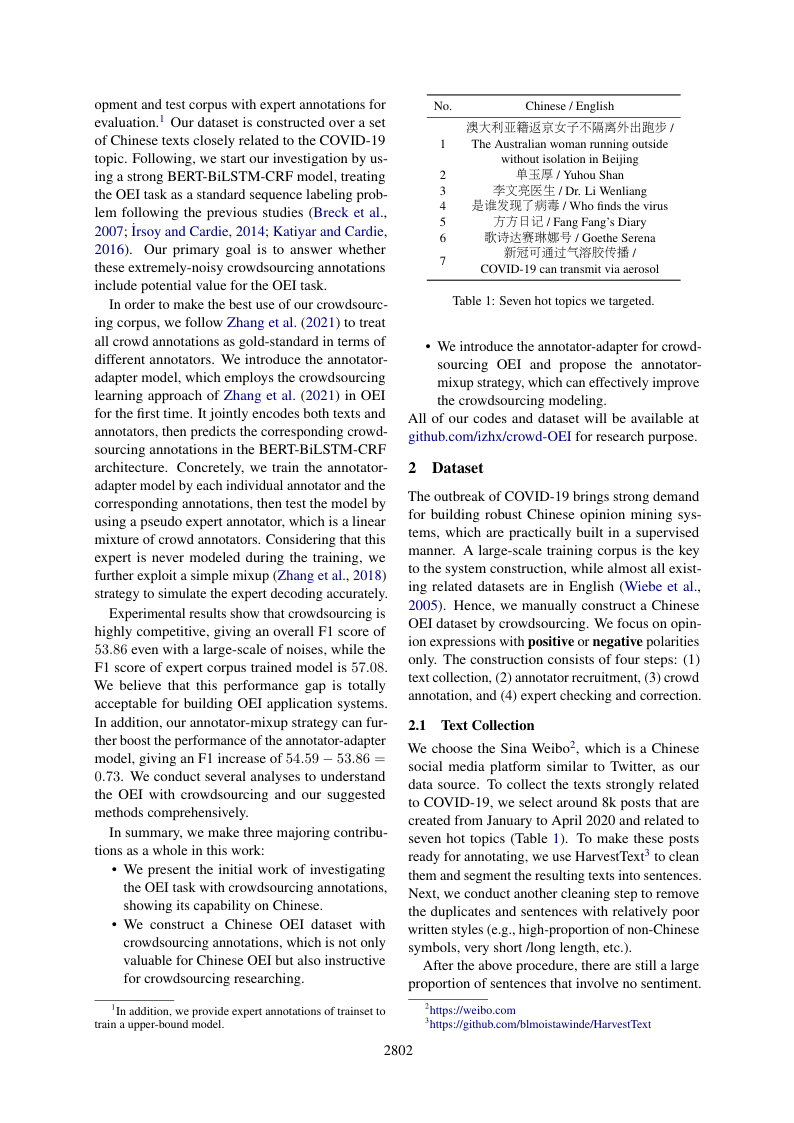 opment and test corpus with expert annotations for
evaluation.1 Our dataset is constructed over a set
of Chinese texts closely related to the COVID-19
topic. Following, we start our investigation by us-
ing a strong BERT-BiLSTM-CRF model, treating
the OEI task as a standard sequence labeling prob-
lem following the previous studies (Breck et al.,
2007; İrsoy and Cardie, 2014; Katiyar and Cardie,
2016). Our primary goal is to answer whether
these extremely-noisy crowdsourcing annotations
include potential value for the OEI task.
In order to make the best use of our crowdsourc-
ing corpus, we follow Zhang et al. (2021) to treat
all crowd annotations as gold-standard in terms of
different annotators. We introduce the annotator-
adapter model, which employs the crowdsourcing
learning approach of Zhang et al. (2021) in OEI
for the first time. It jointly encodes both texts and
annotators, then predicts the corresponding crowd-
sourcing annotations in the BERT-BiLSTM-CRF
architecture. Concretely, we train the annotator-
adapter model by each individual annotator and the
corresponding annotations, then test the model by
using a pseudo expert annotator, which is a linear
mixture of crowd annotators. Considering that this
expert is never modeled during the training, we
further exploit a simple mixup (Zhang et al., 2018)
strategy to simulate the expert decoding accurately.
Experimental results show that crowdsourcing is
highly competitive, giving an overall F1 score of
53.86 even with a large-scale of noises, while the
F1 score of expert corpus trained model is 57.08.
We believe that this performance gap is totally
acceptable for building OEI application systems.
In addition, our annotator-mixup strategy can fur-
ther boost the performance of the annotator-adapter
model, giving an F1 increase of 54.59 − 53.86 =
0.73. We conduct several analyses to understand
the OEI with crowdsourcing and our suggested
methods comprehensively.
In summary, we make three majoring contribu-
tions as a whole in this work:
• We present the initial work of investigating
the OEI task with crowdsourcing annotations,
showing its capability on Chinese.
• We construct a Chinese OEI dataset with
crowdsourcing annotations, which is not only
valuable for Chinese OEI but also instructive
for crowdsourcing researching.
1In addition, we provide expert annotations of trainset to
train a upper-bound model.
No. Chinese / English
澳大利亚籍返京女子不隔离外出跑步 /
1 The Australian woman running outside
without isolation in Beijing
2 单玉厚 / Yuhou Shan
3 李文亮医生 / Dr. Li Wenliang
4 是谁发现了病毒 / Who finds the virus
5 方方日记 / Fang Fang's Diary
6 歌诗达赛琳娜号 / Goethe Serena
7 新冠可通过气溶胶传播 /
COVID-19 can transmit via aerosol
Table 1: Seven hot topics we targeted.
• We introduce the annotator-adapter for crowd-
sourcing OEI and propose the annotator-
mixup strategy, which can effectively improve
the crowdsourcing modeling.
All of our codes and dataset will be available at
github.com/izhx/crowd-OEI for research purpose.
2 Dataset
The outbreak of COVID-19 brings strong demand
for building robust Chinese opinion mining sys-
tems, which are practically built in a supervised
manner. A large-scale training corpus is the key
to the system construction, while almost all exist-
ing related datasets are in English (Wiebe et al.,
2005). Hence, we manually construct a Chinese
OEI dataset by crowdsourcing. We focus on opin-
ion expressions with positive or negative polarities
only. The construction consists of four steps: (1)
text collection, (2) annotator recruitment, (3) crowd
annotation, and (4) expert checking and correction.
2.1 Text Collection
We choose the Sina Weibo2, which is a Chinese
social media platform similar to Twitter, as our
data source. To collect the texts strongly related
to COVID-19, we select around 8k posts that are
created from January to April 2020 and related to
seven hot topics (Table 1). To make these posts
ready for annotating, we use HarvestText3 to clean
them and segment the resulting texts into sentences.
Next, we conduct another cleaning step to remove
the duplicates and sentences with relatively poor
written styles (e.g., high-proportion of non-Chinese
symbols, very short /long length, etc.).
After the above procedure, there are still a large
proportion of sentences that involve no sentiment.
2https://weibo.com
3https://github.com/blmoistawinde/HarvestText
2802